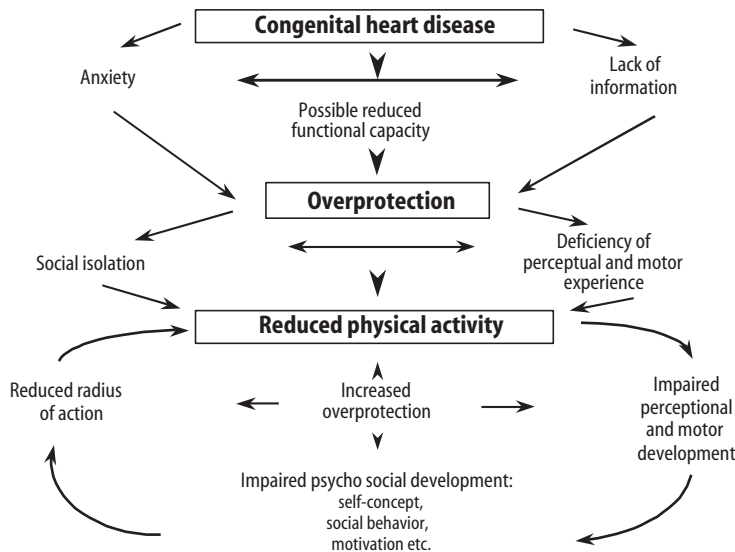 Congenital heart disease
Anxiety
Lack of
information
Possible reduced
functional capacity
Overprotection
Social isolation
Deficiency of
perceptual and motor
experience
Reduced physical activity
Reduced radius
of action
Increased
overprotection
Impaired
perceptional
and motor
development
Impaired psycho social development:
self-concept,
social behavior,
motivation etc.